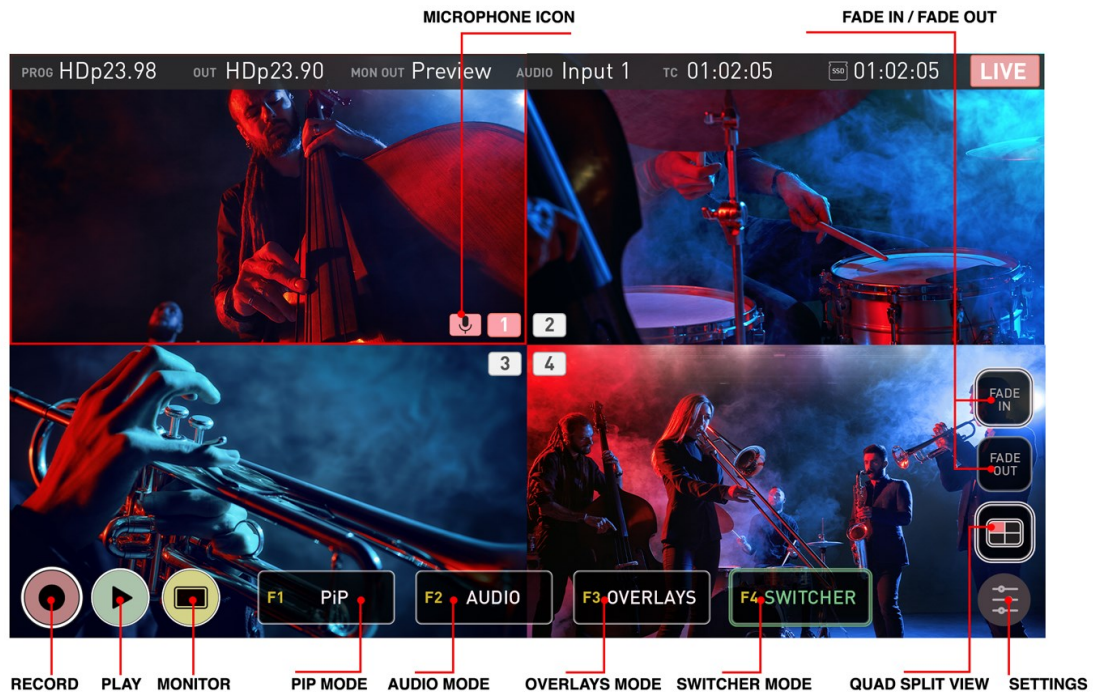 MICROPHONE ICON
FADE IN / FADE OUT
PROG HDp23.98 OUT HDp23.90 MON OUT Preview AUDIO Input 1 TC 01:02:05 SSD 01:02:05 LIVE
1 2
3 4
FADE
IN
FADE
OUT
F1 PiP F2 AUDIO F3 OVERLAYS F4 SWITCHER
RECORD PLAY MONITOR PIP MODE AUDIO MODE OVERLAYS MODE SWITCHER MODE QUAD SPLIT VIEW SETTINGS